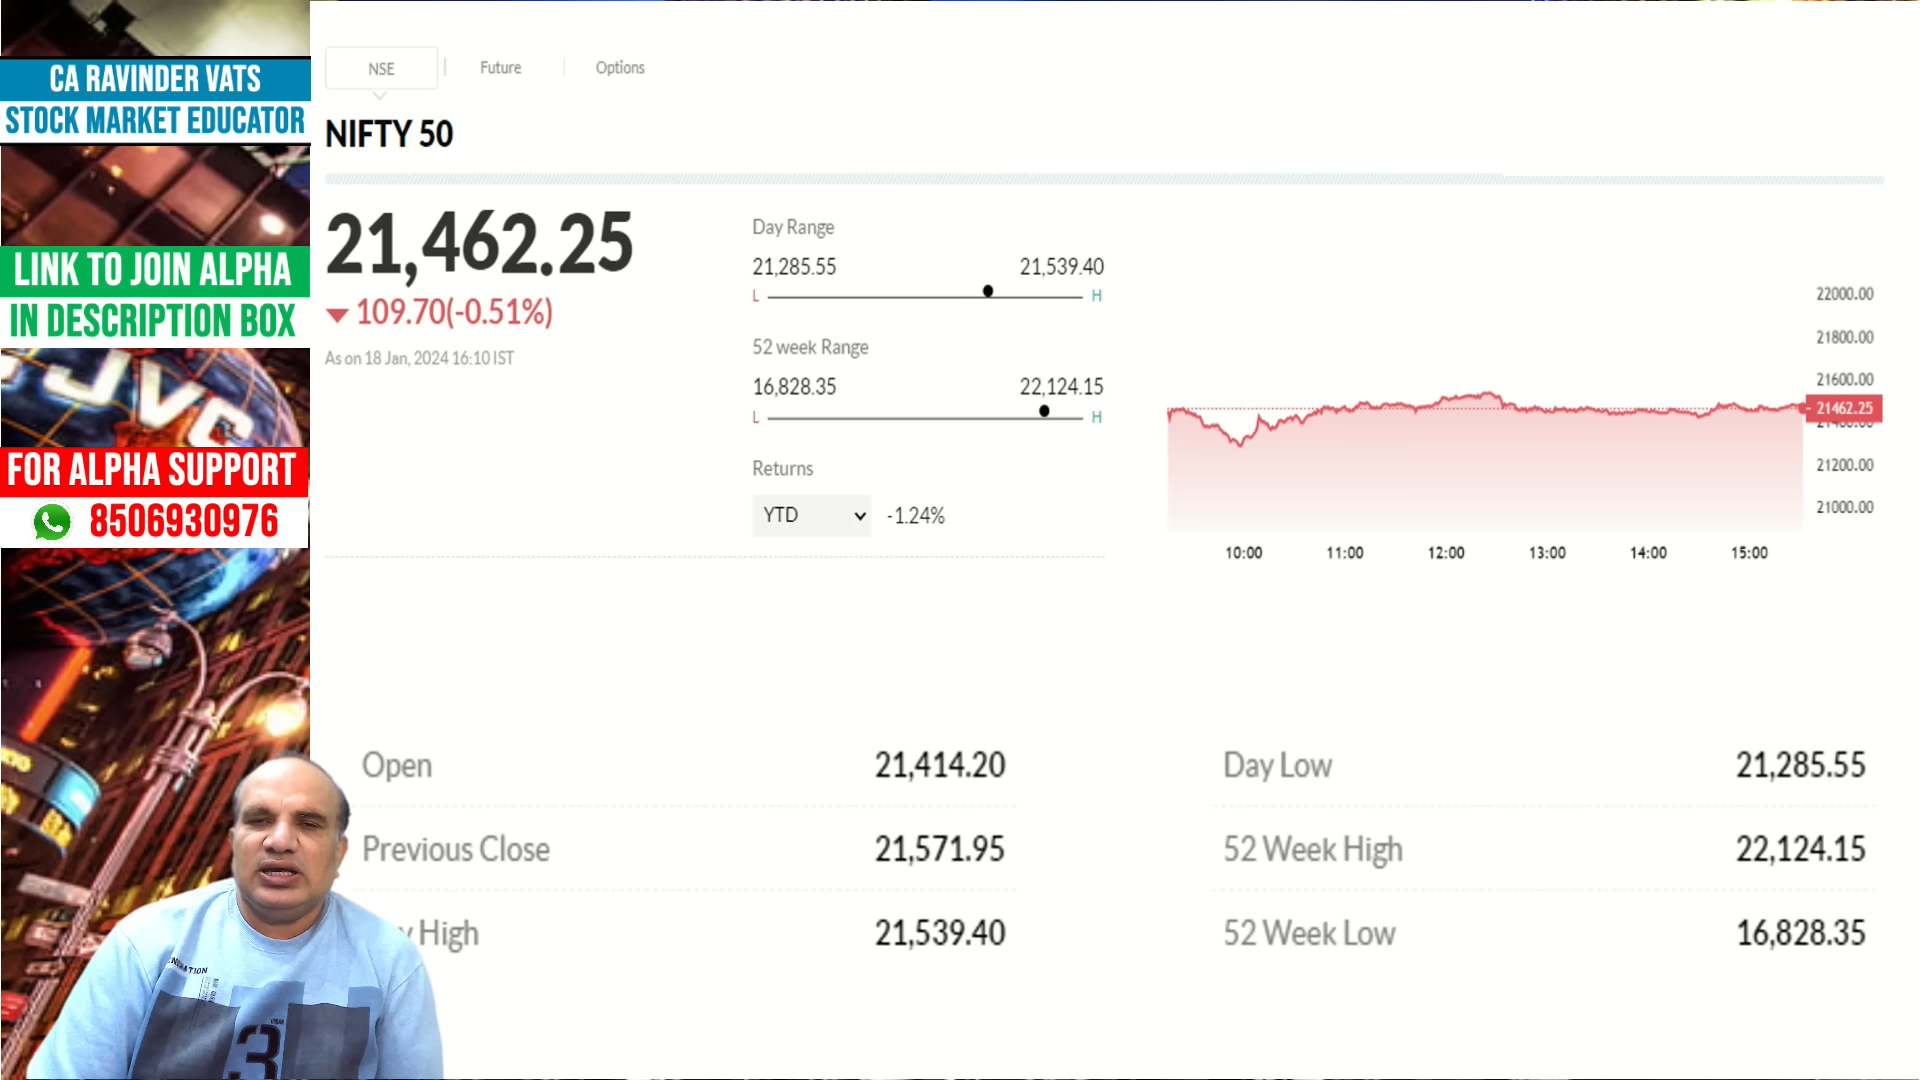 CA RAVINDER VATS
STOCK MARKET EDUCATOR
LINK TO JOIN ALPHA
IN DESCRIPTION BOX
JVC
FOR ALPHA SUPPORT
8506930976
NSE
Future
Options
NIFTY 50
21,462.25
109.70(-0.51%)
As on 18 Jan, 2024 16:10 IST
Day Range
21,285.55 21,539.40
L H
52 week Range
16,828.35 22,124.15
L H
Returns
YTD -1.24%
22000.00
21800.00
21600.00
21462.25
21200.00
21000.00
10:00 11:00 12:00 13:00 14:00 15:00
Open 21,414.20
Previous Close 21,571.95
High 21,539.40
Day Low 21,285.55
52 Week High 22,124.15
52 Week Low 16,828.35
3